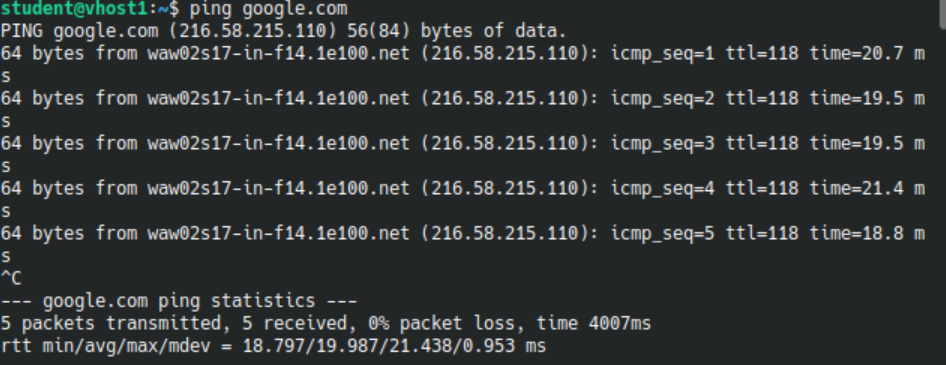 student@vhost1:~$ ping google.com
PING google.com (216.58.215.110) 56(84) bytes of data.
64 bytes from waw02s17-in-f14.1e100.net (216.58.215.110): icmp_seq=1 ttl=118 time=20.7 m
s
64 bytes from waw02s17-in-f14.1e100.net (216.58.215.110): icmp_seq=2 ttl=118 time=19.5 m
s
64 bytes from waw02s17-in-f14.1e100.net (216.58.215.110): icmp_seq=3 ttl=118 time=19.5 m
s
64 bytes from waw02s17-in-f14.1e100.net (216.58.215.110): icmp_seq=4 ttl=118 time=21.4 m
s
64 bytes from waw02s17-in-f14.1e100.net (216.58.215.110): icmp_seq=5 ttl=118 time=18.8 m
s
^C
--- google.com ping statistics ---
5 packets transmitted, 5 received, 0% packet loss, time 4007ms
rtt min/avg/max/mdev = 18.797/19.987/21.438/0.953 ms